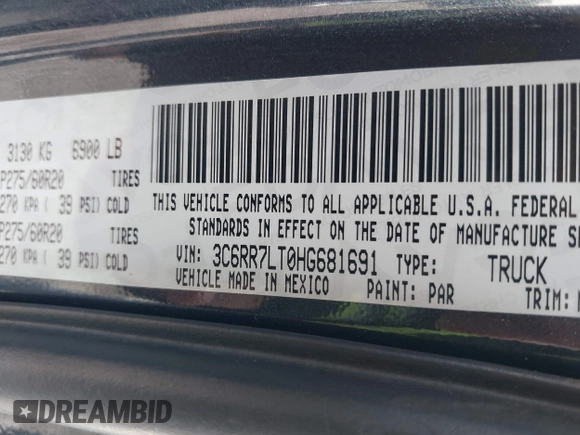 3130 KG 6900 LB
P275/60R20 TIRES
270 KPA ( 39 PSI) COLD
P275/60R20 TIRES
270 KPA ( 39 PSI) COLD
THIS VEHICLE CONFORMS TO ALL APPLICABLE U.S.A. FEDERAL
STANDARDS IN EFFECT ON THE DATE OF MANUFACTURE
VIN: 3C6RR7LT0HG681691 TYPE: TRUCK
VEHICLE MADE IN MEXICO PAINT: PAR TRIM:
DREAMBID